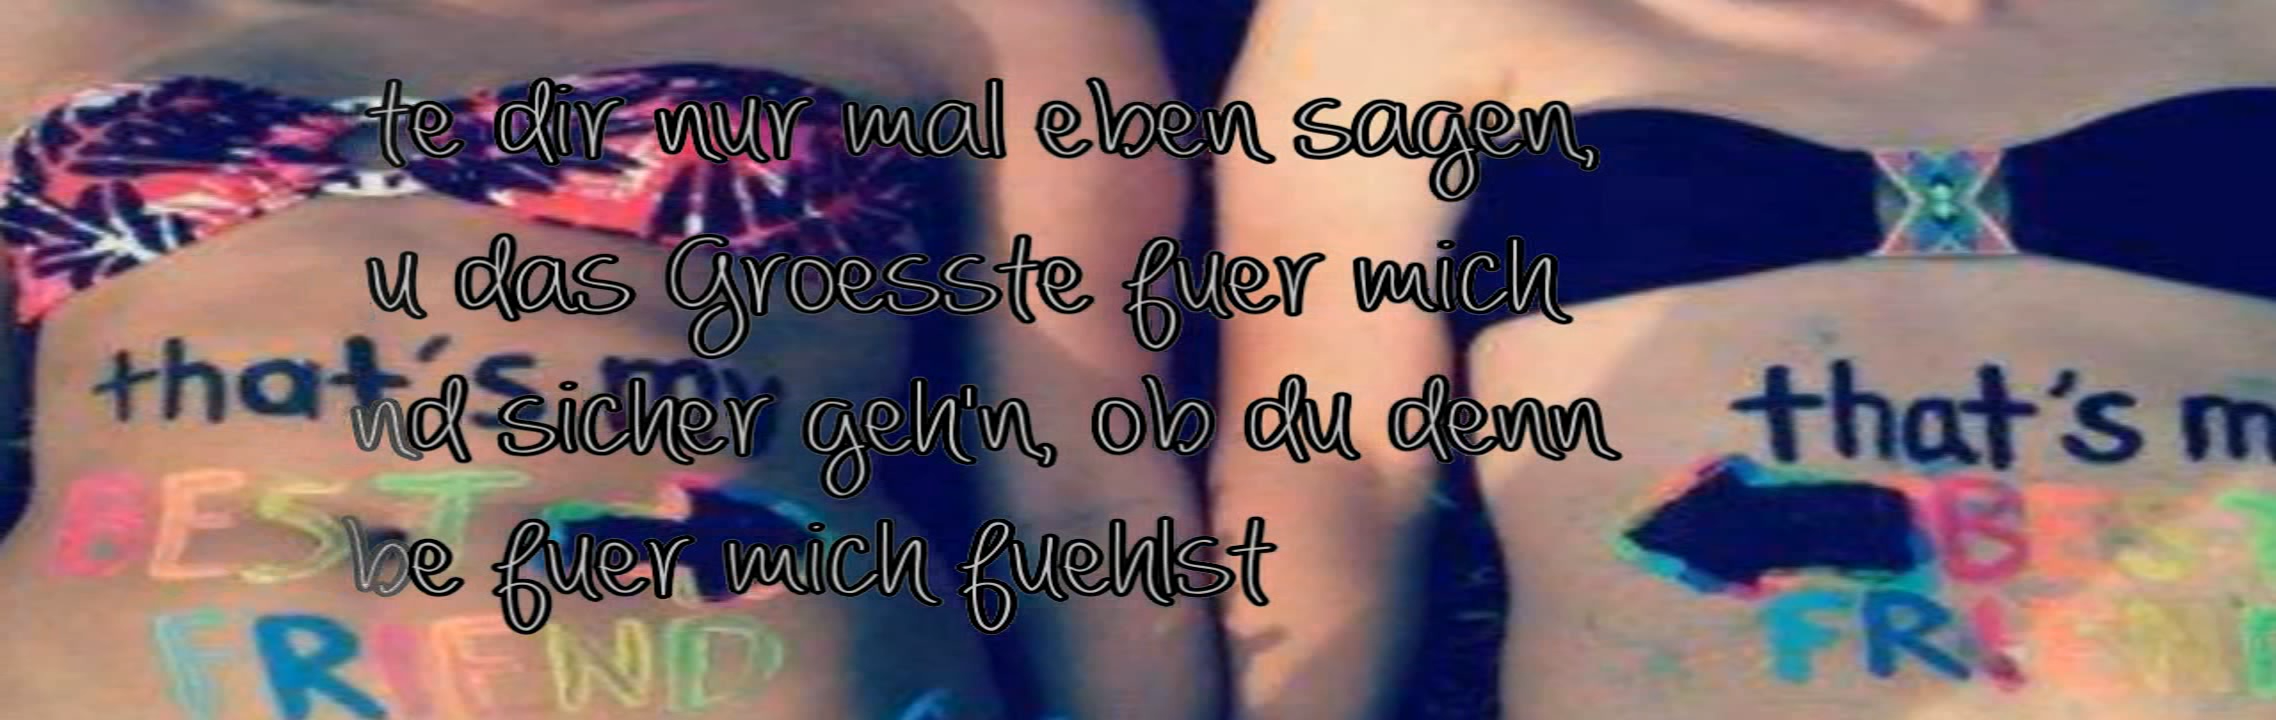 te dir nur mal eben sagen,
u das Groesste fuer mich
nd sicher geh'n, ob du denn
be fuer mich fuehlst
that's my
BEST
FRIEND
that's m
BEST
FRIEN